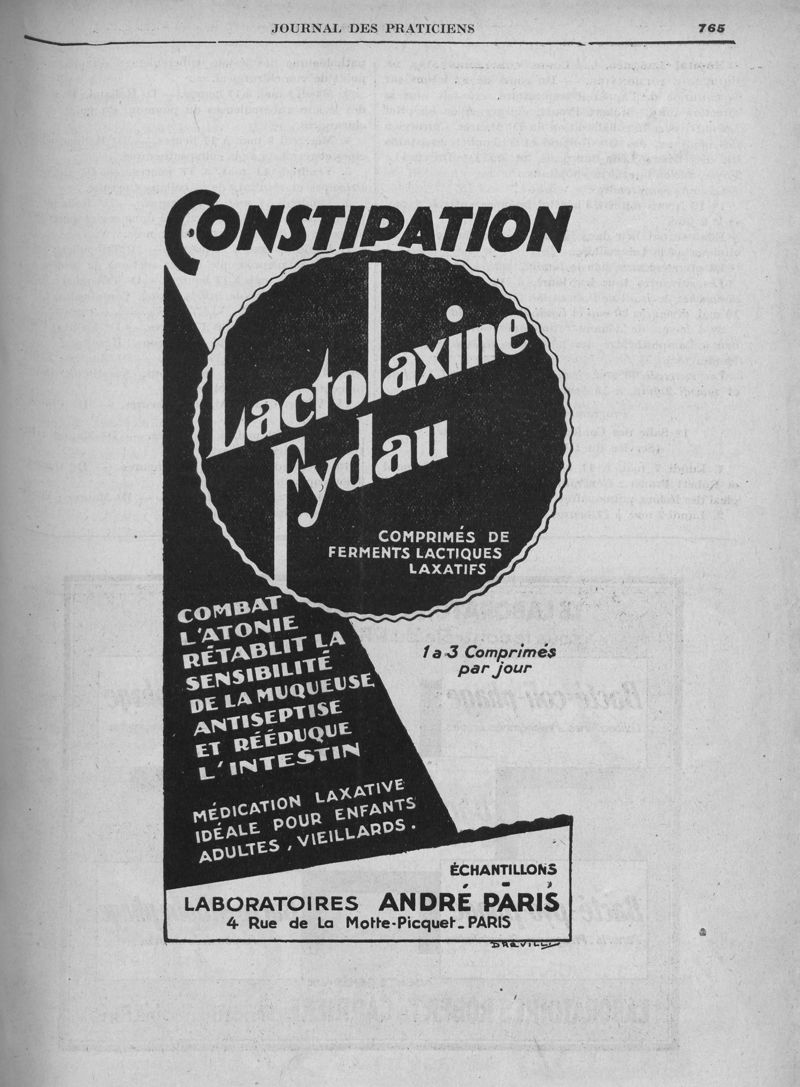 JOURNAL DES PRATICIENS 765
CONSTIPATION
Lactolaxine
Fydau
COMPRIMÉS DE
FERMENTS LACTIQUES
LAXATIFS
COMBAT
L'ATONIE
RÉTABLIT LA
SENSIBILITÉ
DE LA MUQUEUSE
ANTISEPTISE
ET RÉÉDUQUE
L'INTESTIN
1 a 3 Comprimés
par jour
MÉDICATION LAXATIVE
IDÉALE POUR ENFANTS
ADULTES, VIEILLARDS.
ÉCHANTILLONS
LABORATOIRES ANDRÉ PARIS
4 Rue de La Motte-Picquet_PARIS